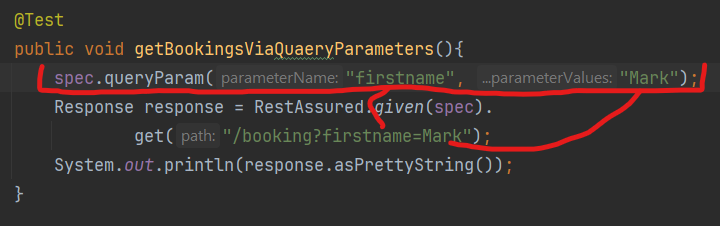 @Test
public void getBookingsViaQuaeryParameters(){
spec.queryParam( parameterName: "firstname", ...parameterValues: "Mark");
Response response = RestAssured.given(spec).
get( path: "/booking?firstname=Mark");
System.out.println(response.asPrettyString());
}